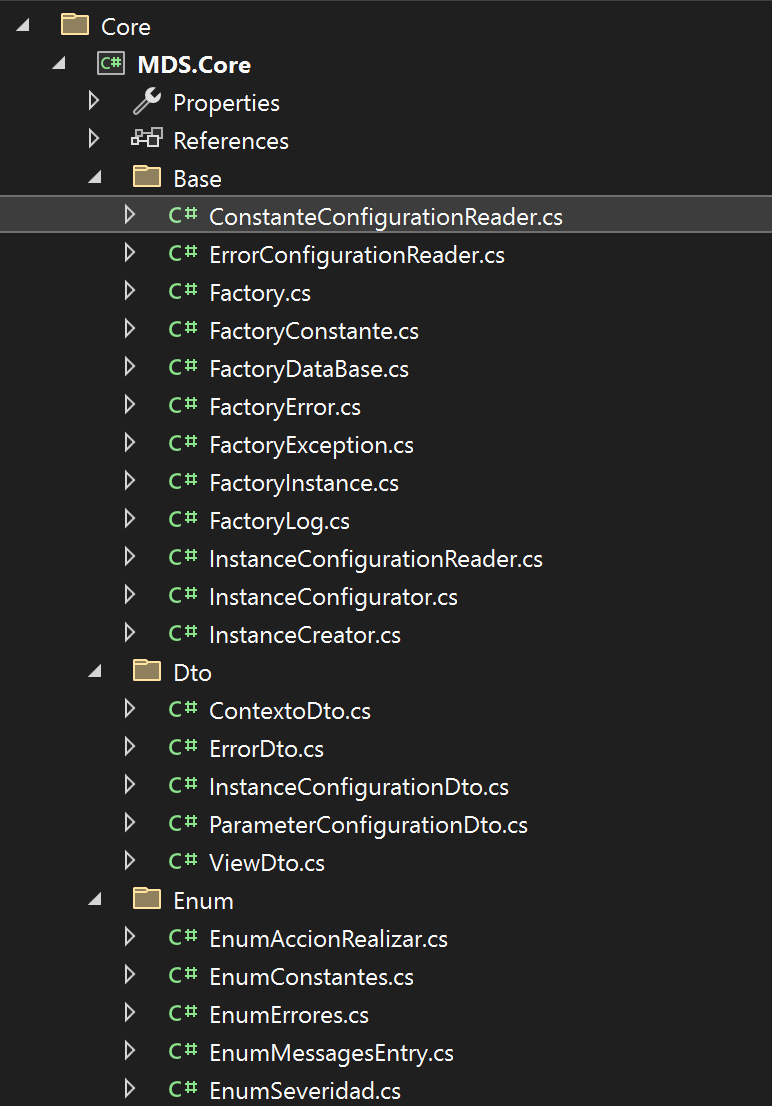 Core
C# MDS.Core
Properties
References
Base
C# ConstanteConfigurationReader.cs
C# ErrorConfigurationReader.cs
C# Factory.cs
C# FactoryConstante.cs
C# FactoryDataBase.cs
C# FactoryError.cs
C# FactoryException.cs
C# FactoryInstance.cs
C# FactoryLog.cs
C# InstanceConfigurationReader.cs
C# InstanceConfigurator.cs
C# InstanceCreator.cs
Dto
C# ContextoDto.cs
C# ErrorDto.cs
C# InstanceConfigurationDto.cs
C# ParameterConfigurationDto.cs
C# ViewDto.cs
Enum
C# EnumAccionRealizar.cs
C# EnumConstantes.cs
C# EnumErrores.cs
C# EnumMessagesEntry.cs
C# EnumSeveridad.cs